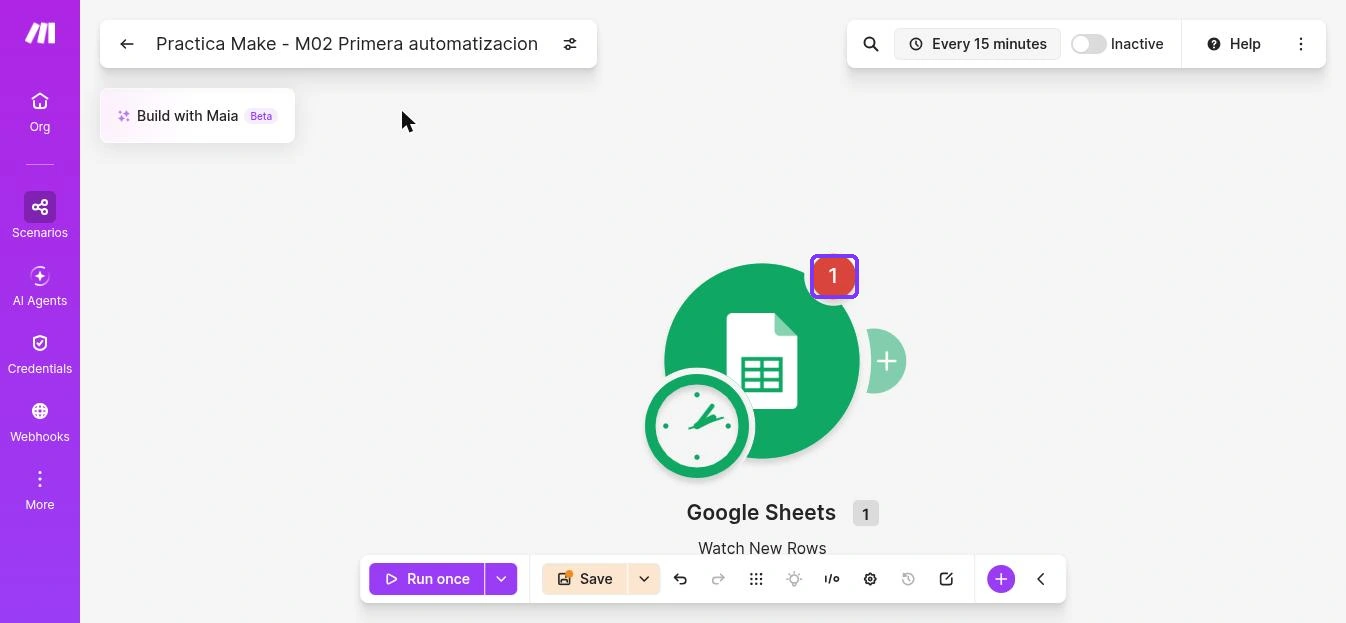 Practica Make - M02 Primera automatizacion
Every 15 minutes
Inactive
Help
Build with Maia Beta
Org
Scenarios
AI Agents
Credentials
Webhooks
More
1
Google Sheets 1
Watch New Rows
Run once
Save